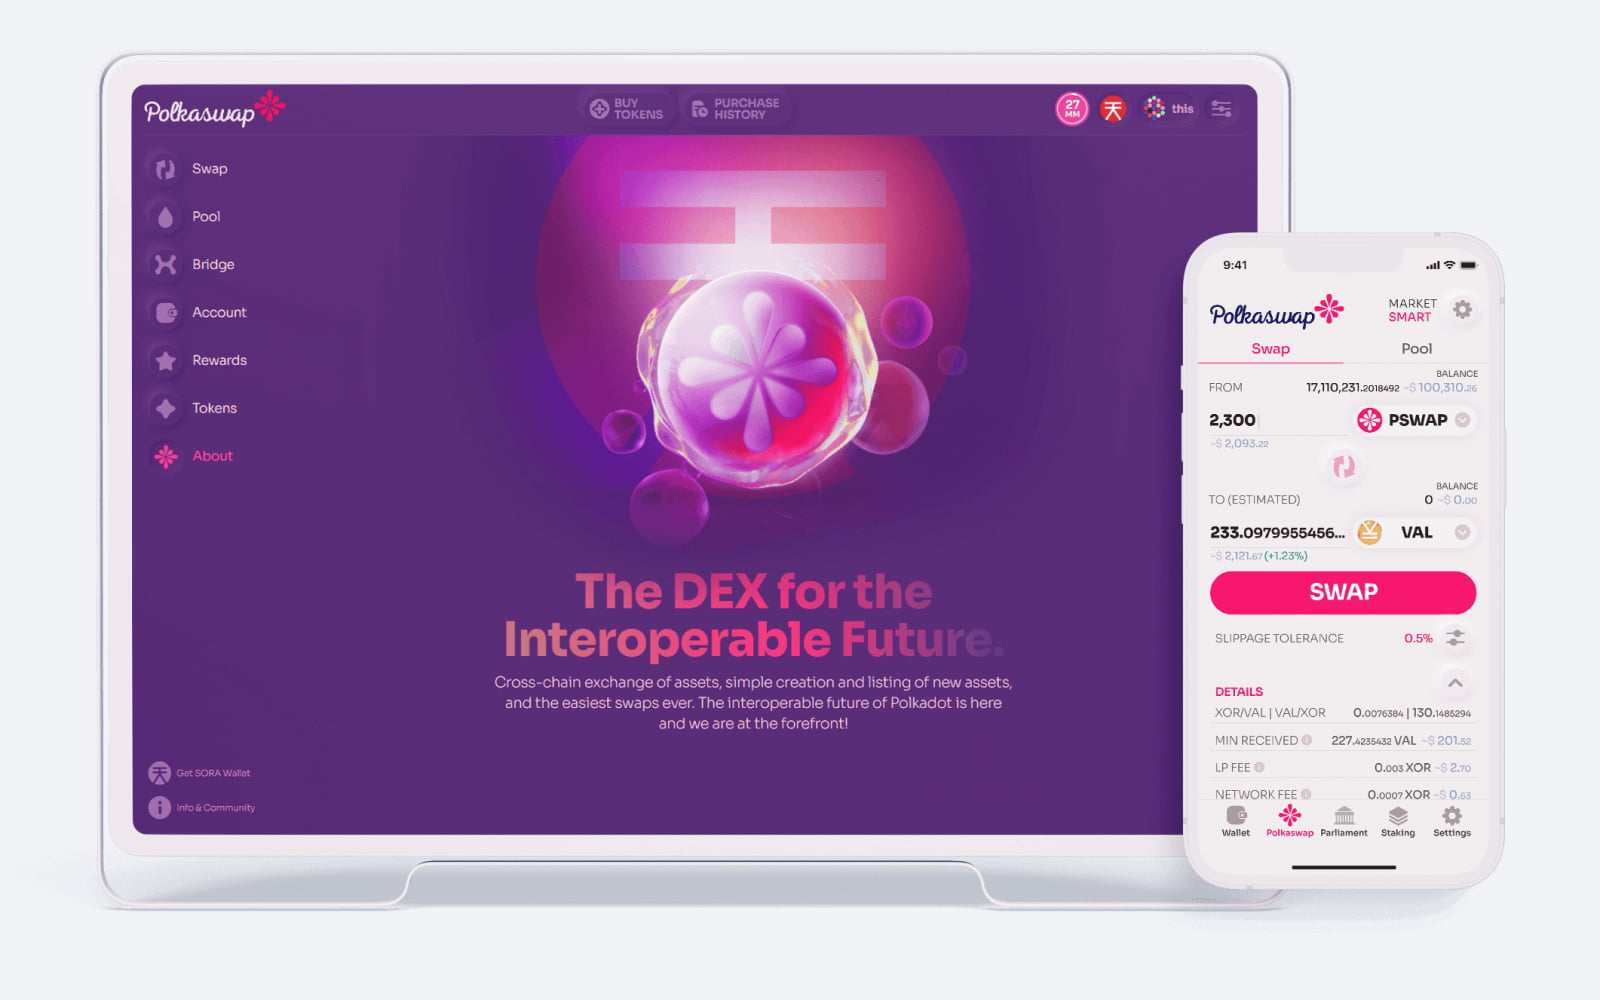 Polkaswap
BUY
TOKENS
PURCHASE
HISTORY
27
MM
this
Swap
Pool
Bridge
Account
Rewards
Tokens
About
The DEX for the
Interoperable Future.
Cross-chain exchange of assets, simple creation and listing of new assets,
and the easiest swaps ever. The interoperable future of Polkadot is here
and we are at the forefront!
Get SORA Wallet
Info & Community
9:41
Polkaswap
MARKET
SMART
Swap Pool
BALANCE
FROM 17,110,231.2018492 ~$ 100,310.26
2,300 PSWAP
~$ 2,093.22
BALANCE
TO (ESTIMATED) 0 ~$ 0.00
233.0979955456... VAL
~$ 2,121.67 (+1.23%)
SWAP
SLIPPAGE TOLERANCE 0.5%
DETAILS
XOR/VAL | VAL/XOR 0.0076384 | 130.1485294
MIN RECEIVED 227.4235432 VAL ~$ 201.52
LP FEE 0.003 XOR ~$ 2.70
NETWORK FEE 0.0007 XOR ~$ 0.63
Wallet Polkaswap Parliament Staking Settings